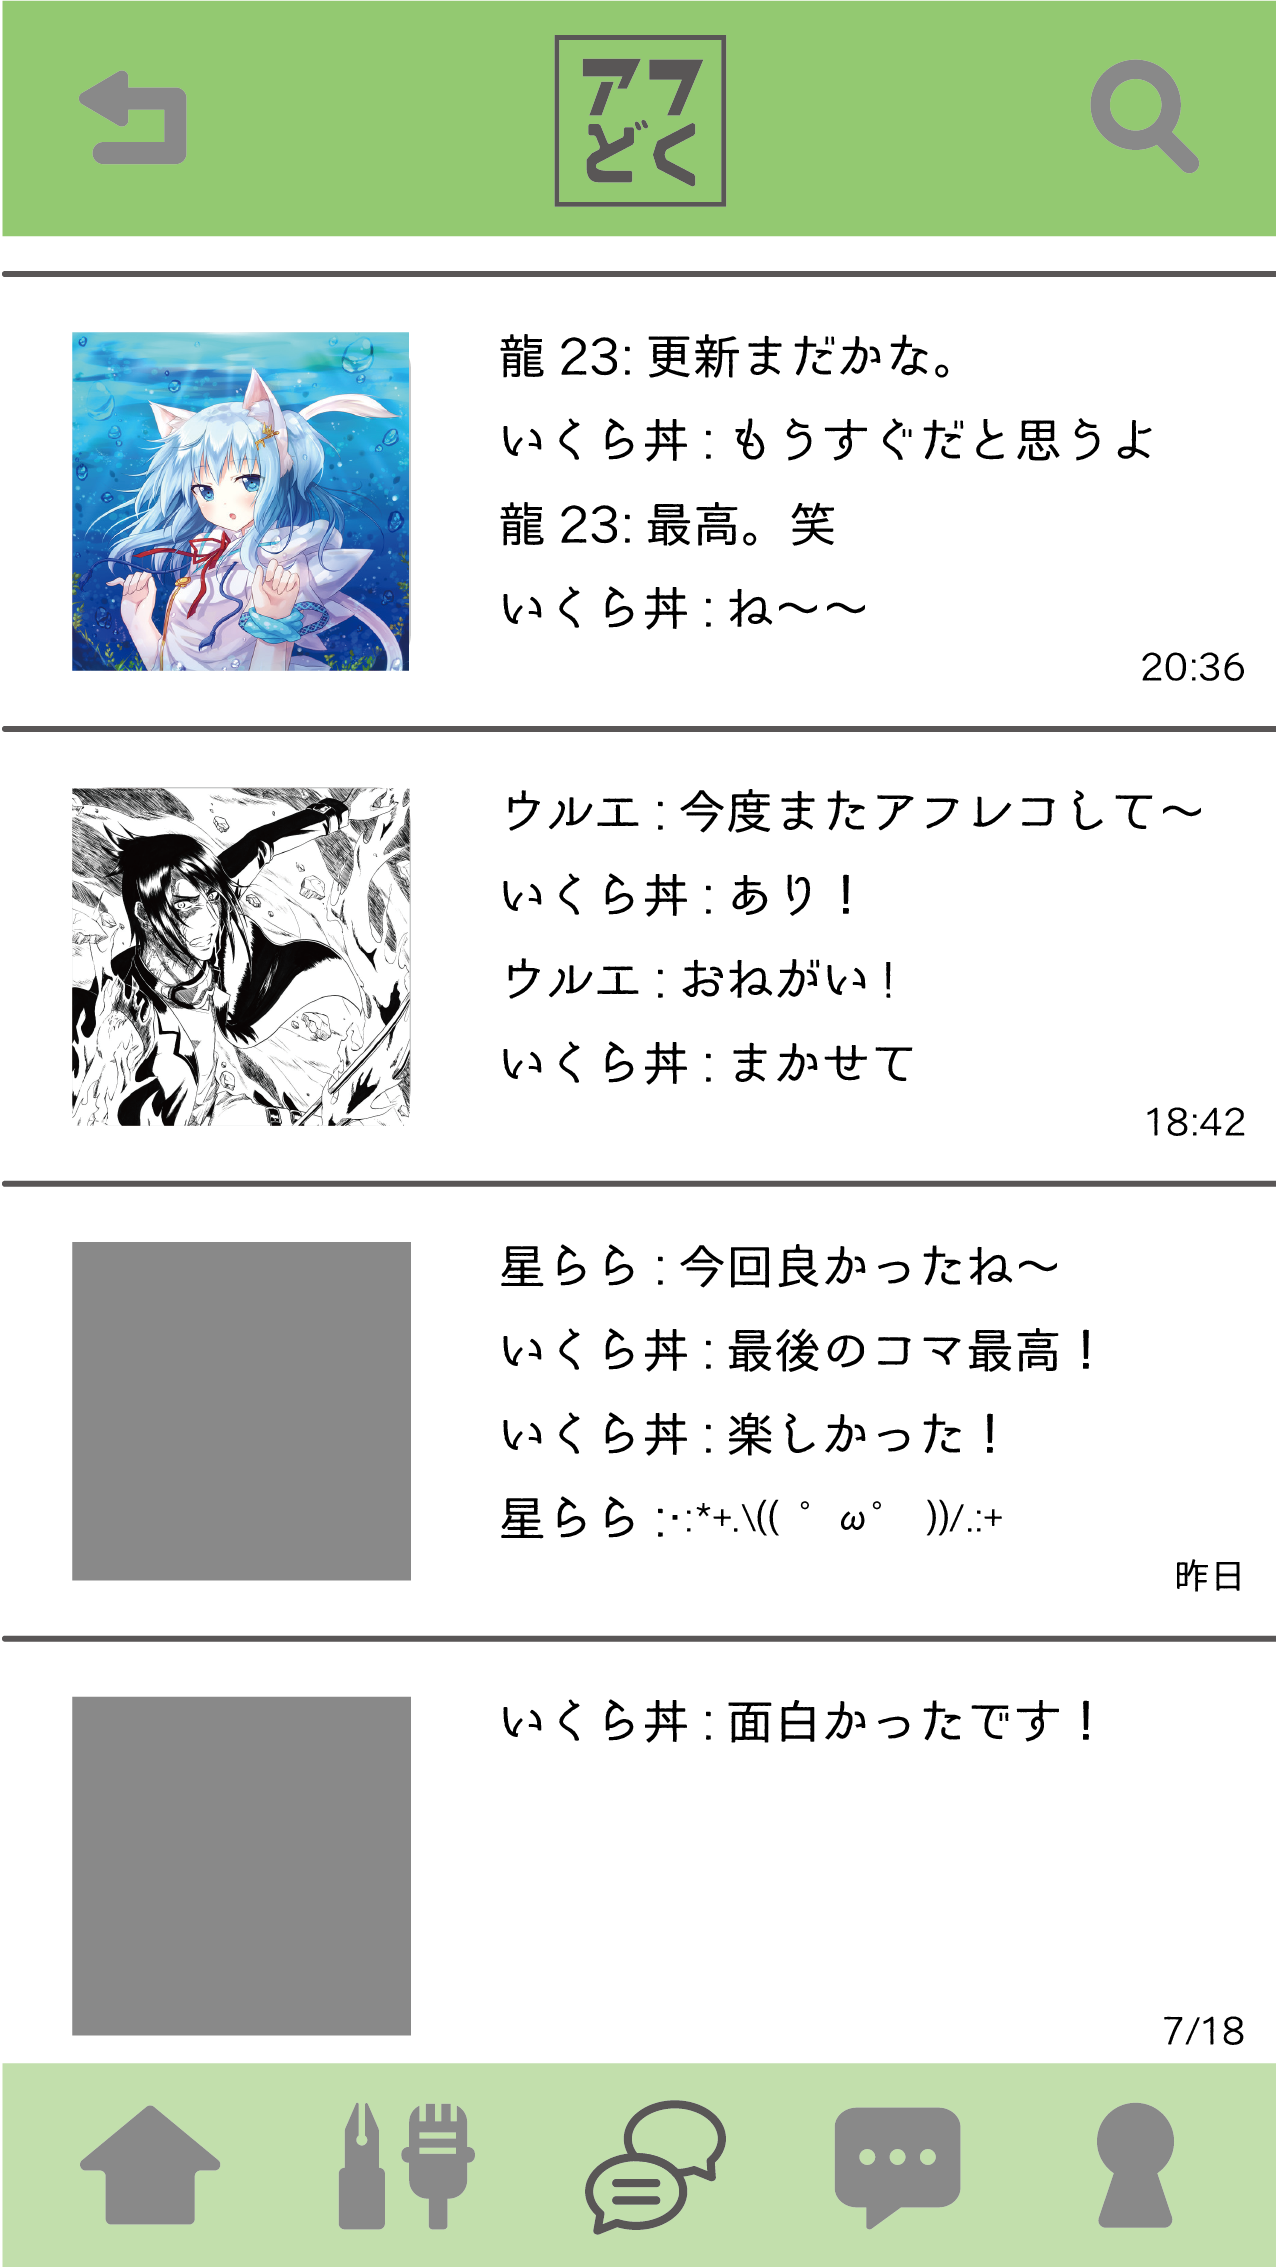 アフ
どく
龍 23: 更新まだかな。
いくら丼 : もうすぐだと思うよ
龍 23: 最高。笑
いくら丼 : ね〜〜
20:36
ウルエ : 今度またアフレコして〜
いくら丼 : あり！
ウルエ : おねがい！
いくら丼 : まかせて
18:42
星らら : 今回良かったね〜
いくら丼 : 最後のコマ最高！
いくら丼 : 楽しかった！
星らら :･:*+.\(( ゜ω゜ ))/.:+
昨日
いくら丼 : 面白かったです！
7/18